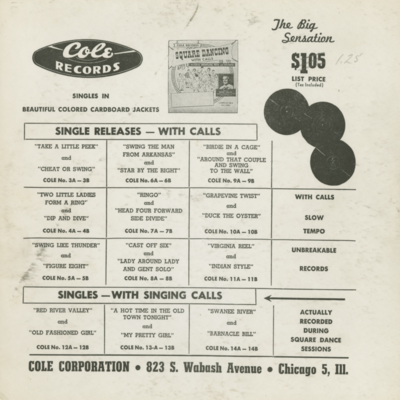 Cole
RECORDS
SINGLES IN
BEAUTIFUL COLORED CARDBOARD JACKETS
SQUARE DANCING
The Big
Sensation
$1.05
LIST PRICE
(Tax Included)
1.25
SINGLE RELEASES — WITH CALLS
"TAKE A LITTLE PEEK"
and
"CHEAT OR SWING"
COLE No. 2A — 3B
"SWING THE MAN
FROM ARKANSAS"
and
"STAR BY THE RIGHT"
COLE No. 6A—6B
"BIRDIE IN A CAGE"
and
"AROUND THAT COUPLE
AND SWING
TO THE WALL"
COLE No. 9A — 9B
"TWO LITTLE LADIES
FORM A RING"
and
"DIP AND DIVE"
COLE No. 4A — 4B
"RINGO"
and
"HEAD FOUR FORWARD
SIDE DIVIDE"
COLE No. 7A — 7B
"GRAPEVINE TWIST"
and
"DUCK THE OYSTER"
COLE No. 10A — 10B
WITH CALLS
SLOW
TEMPO
"SWING LIKE THUNDER"
and
"FIGURE EIGHT"
COLE No. 5A — 5B
"CAST OFF SIX"
and
"LADY AROUND LADY
AND GENT SOLO"
COLE No. 8A — 8B
"VIRGINIA REEL"
and
"INDIAN STYLE"
COLE No. 11A — 11B
UNBREAKABLE
RECORDS
SINGLES —WITH SINGING CALLS
"RED RIVER VALLEY"
and
"OLD FASHIONED GIRL"
COLE No. 12A — 12B
"A HOT TIME IN THE OLD
TOWN TONIGHT"
and
"MY PRETTY GIRL"
COLE No. 13-A — 13B
"SWANEE RIVER"
and
"BARNACLE BILL"
COLE No. 14A — 14B
ACTUALLY
RECORDED
DURING
SQUARE DANCE
SESSIONS
COLE CORPORATION • 823 S. Wabash Avenue • Chicago 5, Ill.